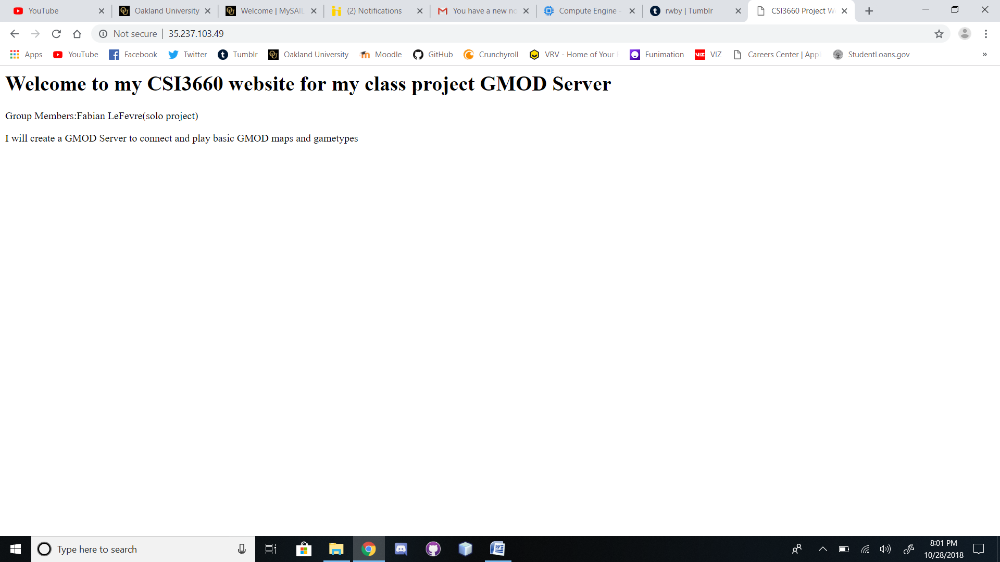 YouTube
Oakland University
Welcome | MySAIL
(2) Notifications
You have a new no
Compute Engine -
rwby | Tumblr
CSI3660 Project W
Not secure | 35.237.103.49
Apps YouTube Facebook Twitter Tumblr Oakland University Moodle GitHub Crunchyroll VRV - Home of Your Funimation VIZ Careers Center | Appl StudentLoans.gov »
Welcome to my CSI3660 website for my class project GMOD Server
Group Members:Fabian LeFevre(solo project)
I will create a GMOD Server to connect and play basic GMOD maps and gametypes
Type here to search
8:01 PM
10/28/2018